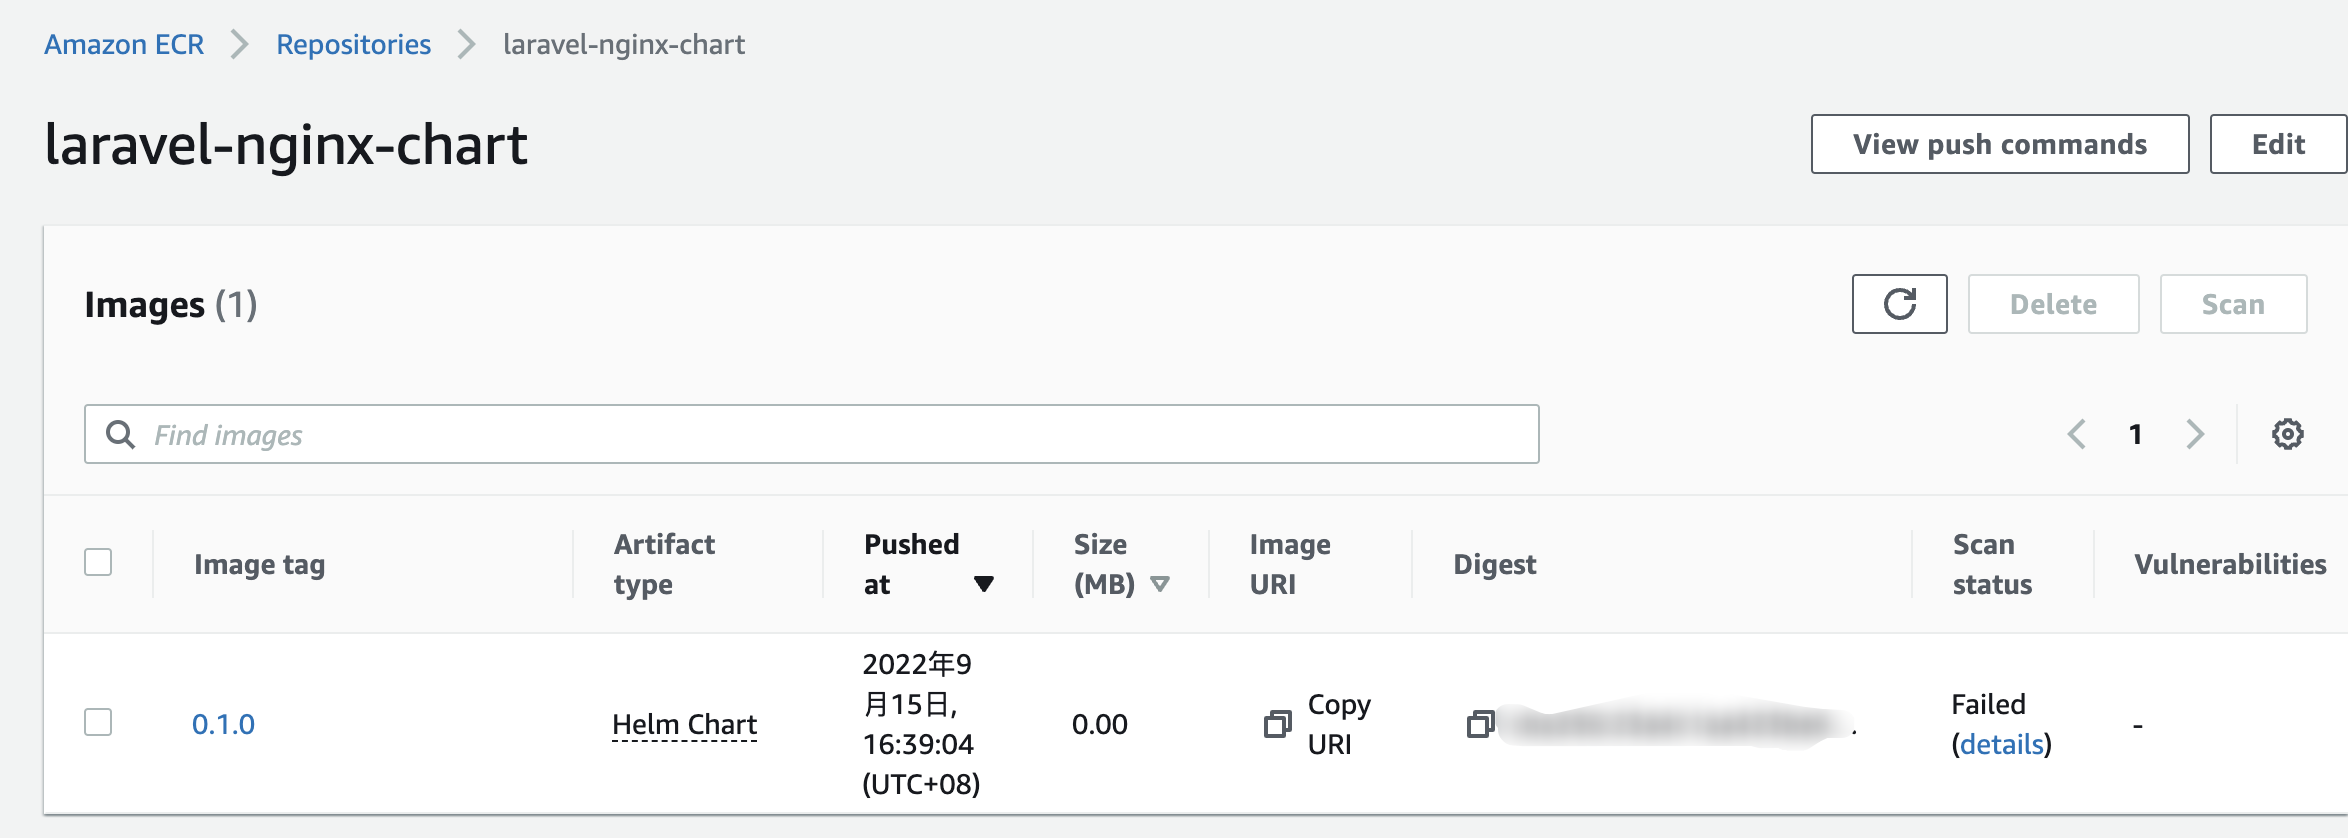 Amazon ECR > Repositories > laravel-nginx-chart
laravel-nginx-chart
View push commands
Edit
Images (1)
Delete
Scan
Find images
1
Image tag
Artifact
type
Pushed
at
Size
(MB)
Image
URI
Digest
Scan
status
Vulnerabilities
0.1.0
Helm Chart
2022年9
月15日,
16:39:04
(UTC+08)
0.00
Copy
URI
Failed
(details)
-